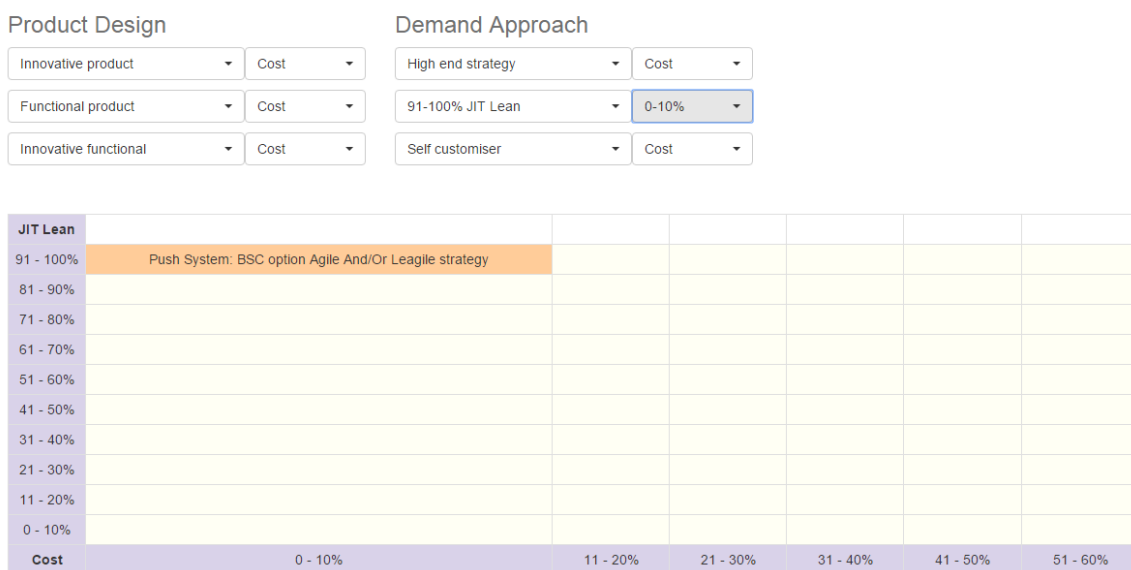 Product Design Demand Approach
Innovative product Cost High end strategy Cost
Functional product Cost 91-100% JIT Lean 0-10%
Innovative functional Cost Self customiser Cost
JIT Lean
91 - 100% Push System: BSC option Agile And/Or Leagile strategy
81 - 90%
71 - 80%
61 - 70%
51 - 60%
41 - 50%
31 - 40%
21 - 30%
11 - 20%
0 - 10%
Cost 0 - 10% 11 - 20% 21 - 30% 31 - 40% 41 - 50% 51 - 60%